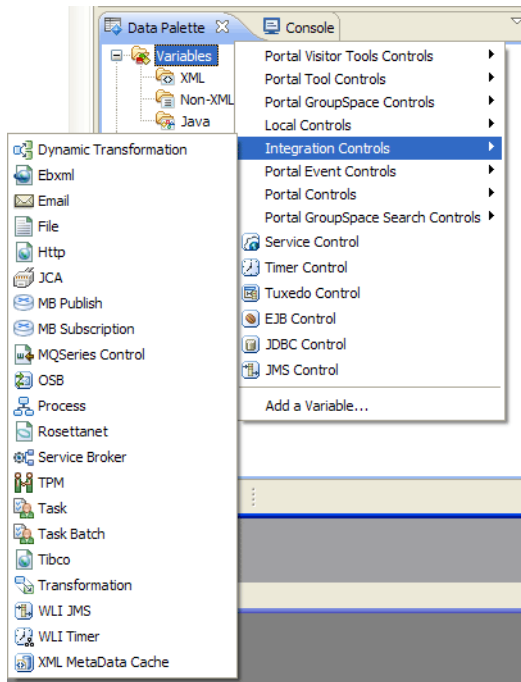 Data Palette
Console
Variables
XML
Non-XML
Java
Portal Visitor Tools Controls
Portal Tool Controls
Portal GroupSpace Controls
Local Controls
Integration Controls
Portal Event Controls
Portal Controls
Portal GroupSpace Search Controls
Service Control
Timer Control
Tuxedo Control
EJB Control
JDBC Control
JMS Control
Add a Variable...
Dynamic Transformation
Ebxml
Email
File
Http
JCA
MB Publish
MB Subscription
MQSeries Control
OSB
Process
Rosettanet
Service Broker
TPM
Task
Task Batch
Tibco
Transformation
WLI JMS
WLI Timer
XML MetaData Cache